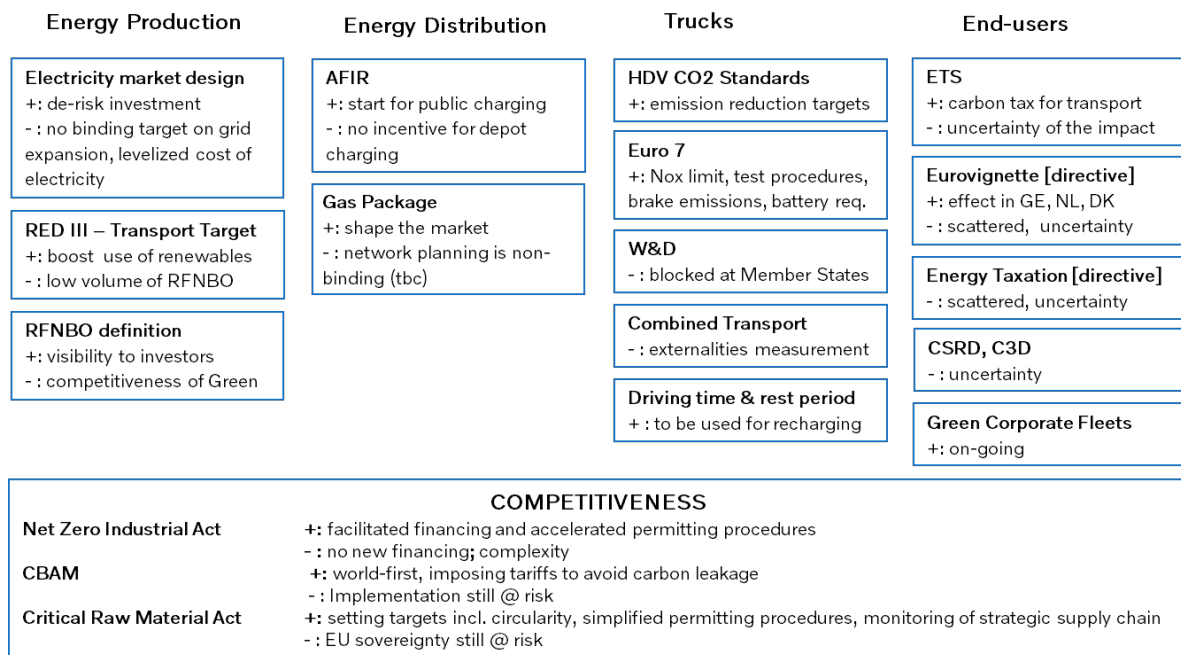 Energy Production
Electricity market design
+: de-risk investment
- : no binding target on grid
expansion, levelized cost of
electricity
RED III – Transport Target
+: boost use of renewables
- : low volume of RFNBO
RFNBO definition
+: visibility to investors
- : competitiveness of Green
Energy Distribution
AFIR
+: start for public charging
- : no incentive for depot
charging
Gas Package
+: shape the market
- : network planning is non-
binding (tbc)
Trucks
HDV CO2 Standards
+: emission reduction targets
Euro 7
+: Nox limit, test procedures,
brake emissions, battery req.
W&D
- : blocked at Member States
Combined Transport
- : externalities measurement
Driving time & rest period
+ : to be used for recharging
End-users
ETS
+: carbon tax for transport
- : uncertainty of the impact
Eurovignette [directive]
+: effect in GE, NL, DK
- : scattered, uncertainty
Energy Taxation [directive]
- : scattered, uncertainty
CSRD, C3D
- : uncertainty
Green Corporate Fleets
+: on-going
COMPETITIVENESS
Net Zero Industrial Act +: facilitated financing and accelerated permitting procedures
- : no new financing; complexity
CBAM +: world-first, imposing tariffs to avoid carbon leakage
- : Implementation still @ risk
Critical Raw Material Act +: setting targets incl. circularity, simplified permitting procedures, monitoring of strategic supply chain
- : EU sovereignty still @ risk